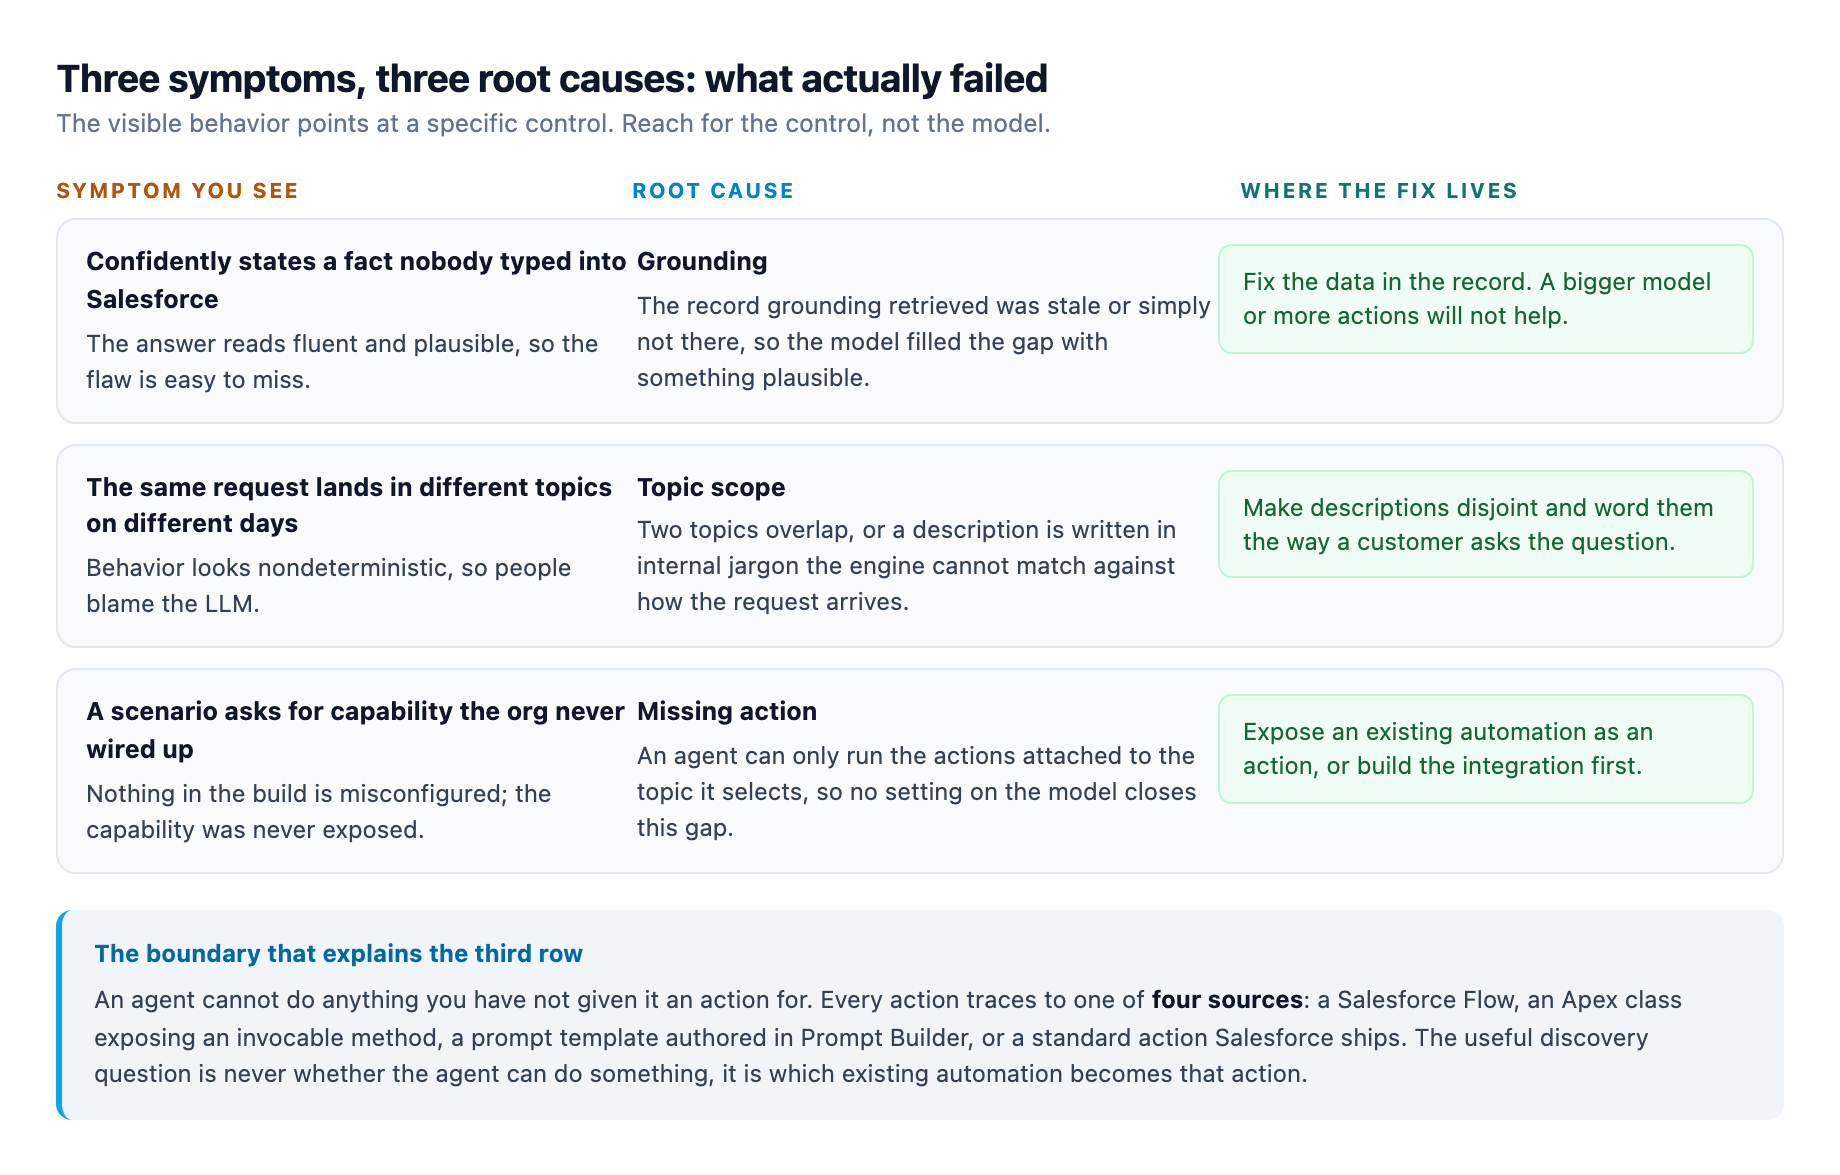 Three symptoms, three root causes: what actually failed
The visible behavior points at a specific control. Reach for the control, not the model.
SYMPTOM YOU SEE
ROOT CAUSE
WHERE THE FIX LIVES
Confidently states a fact nobody typed into
Salesforce
The answer reads fluent and plausible, so the
flaw is easy to miss.
Grounding
The record grounding retrieved was stale or simply
not there, so the model filled the gap with
something plausible.
Fix the data in the record. A bigger model
or more actions will not help.
The same request lands in different topics
on different days
Behavior looks nondeterministic, so people
blame the LLM.
Topic scope
Two topics overlap, or a description is written in
internal jargon the engine cannot match against
how the request arrives.
Make descriptions disjoint and word them
the way a customer asks the question.
A scenario asks for capability the org never
wired up
Nothing in the build is misconfigured; the
capability was never exposed.
Missing action
An agent can only run the actions attached to the
topic it selects, so no setting on the model closes
this gap.
Expose an existing automation as an
action, or build the integration first.
The boundary that explains the third row
An agent cannot do anything you have not given it an action for. Every action traces to one of four sources: a Salesforce Flow, an Apex class
exposing an invocable method, a prompt template authored in Prompt Builder, or a standard action Salesforce ships. The useful discovery
question is never whether the agent can do something, it is which existing automation becomes that action.